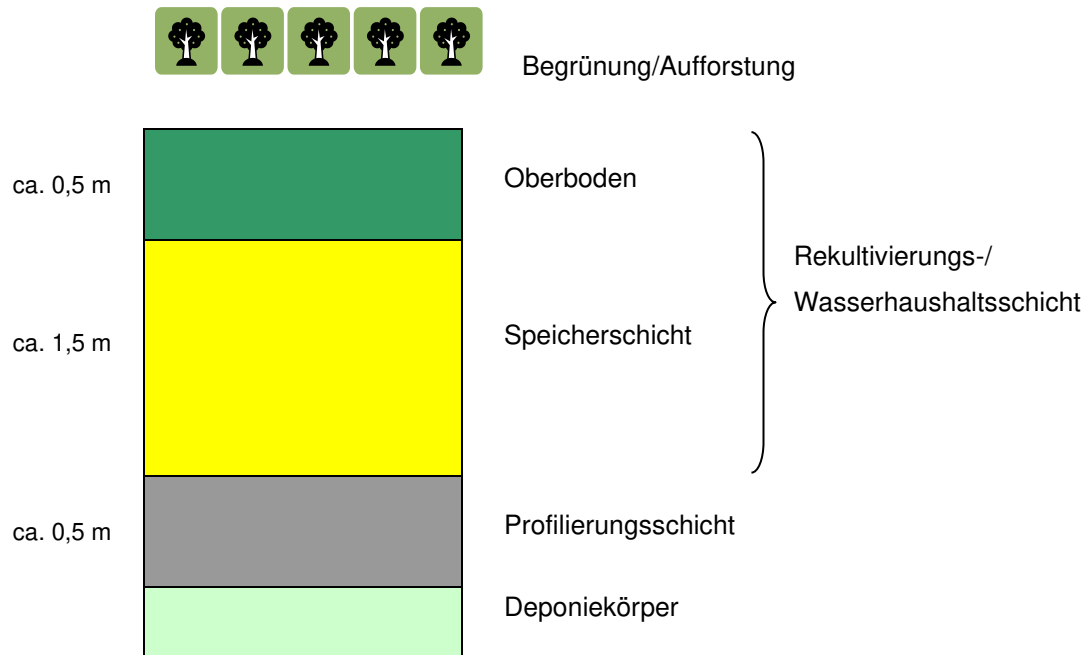 Begrünung/Aufforstung
ca. 0,5 m
Oberboden
Rekultivierungs-/
Wasserhaushaltsschicht
ca. 1,5 m
Speicherschicht
ca. 0,5 m
Profilierungsschicht
Deponiekörper